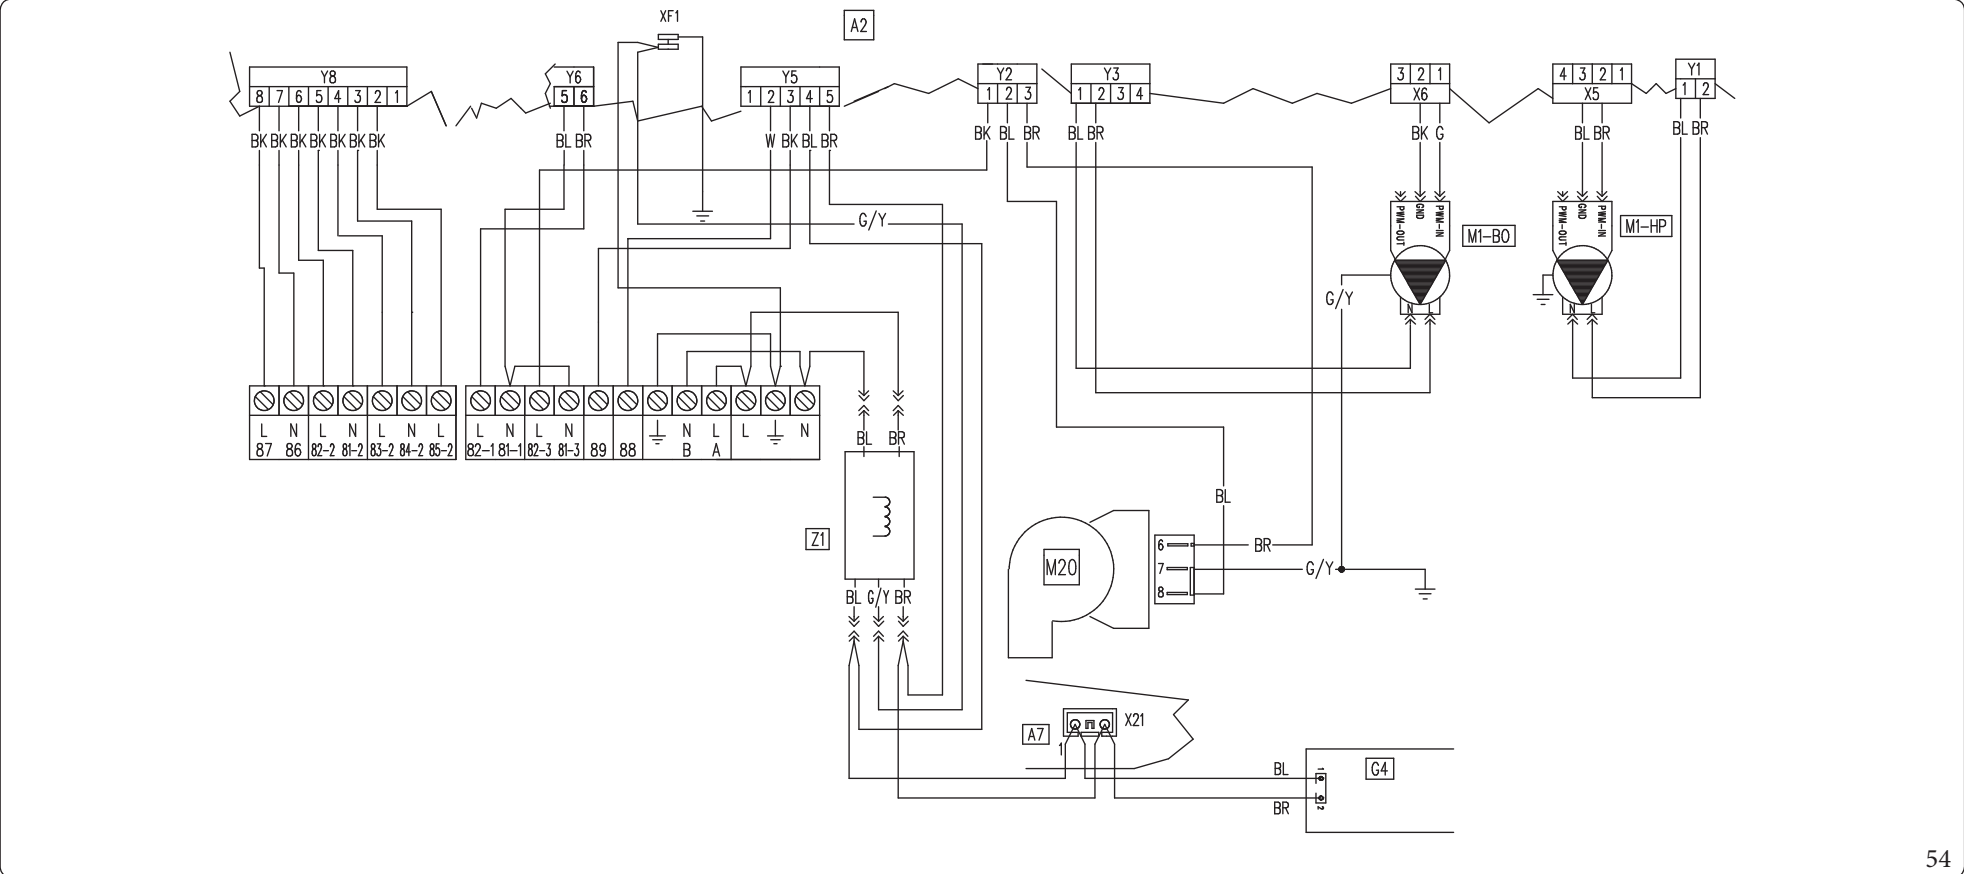 XF1
A2
Y8
Y6
Y5
Y2
Y3
3 2 1
4 3 2 1
Y1
8 7 6 5 4 3 2 1
5 6
1 2 3 4 5
1 2 3
1 2 3 4
X6
X5
1 2
BK BK BK BK BK BK BK
BL BR
W BK BL BR
BK BL BR
BL BR
BK G
BL BR
BL BR
G/Y
PWM-OUT
GND
PWM-IN
M1-BO
PWM-OUT
GND
PWM-IN
M1-HP
G/Y
N L
N L
L N L N L N L
L N L N
N L L N
87 86 82-2 81-2 83-2 84-2 85-2
82-1 81-1 82-3 81-3 89 88 B A
BL BR
Z1
BL
M20
6
BR
7
G/Y
8
BL G/Y BR
X21
A7
1
BL
BR
1
2
G4
54